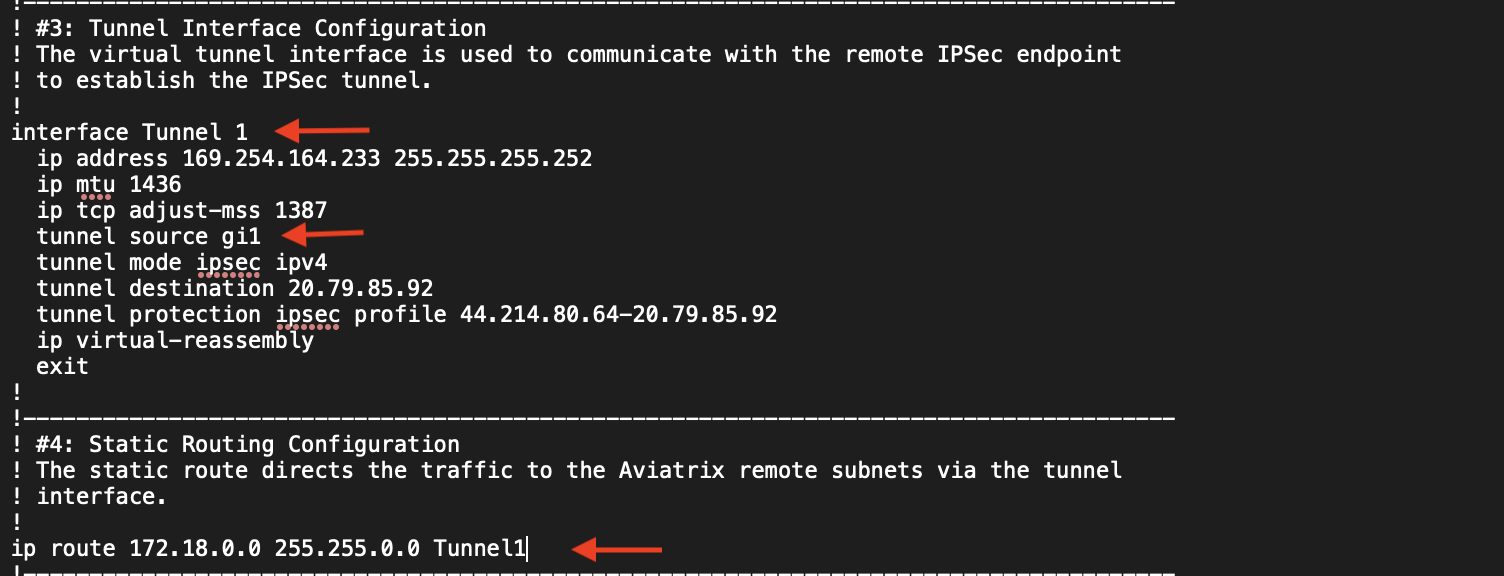 !---------------------------------------------------------------------------------------
! #3: Tunnel Interface Configuration
! The virtual tunnel interface is used to communicate with the remote IPSec endpoint
! to establish the IPSec tunnel.
!
interface Tunnel 1
  ip address 169.254.164.233 255.255.255.252
  ip mtu 1436
  ip tcp adjust-mss 1387
  tunnel source gi1
  tunnel mode ipsec ipv4
  tunnel destination 20.79.85.92
  tunnel protection ipsec profile 44.214.80.64-20.79.85.92
  ip virtual-reassembly
  exit
!
!---------------------------------------------------------------------------------------
! #4: Static Routing Configuration
! The static route directs the traffic to the Aviatrix remote subnets via the tunnel
! interface.
!
ip route 172.18.0.0 255.255.0.0 Tunnel1
!---------------------------------------------------------------------------------------